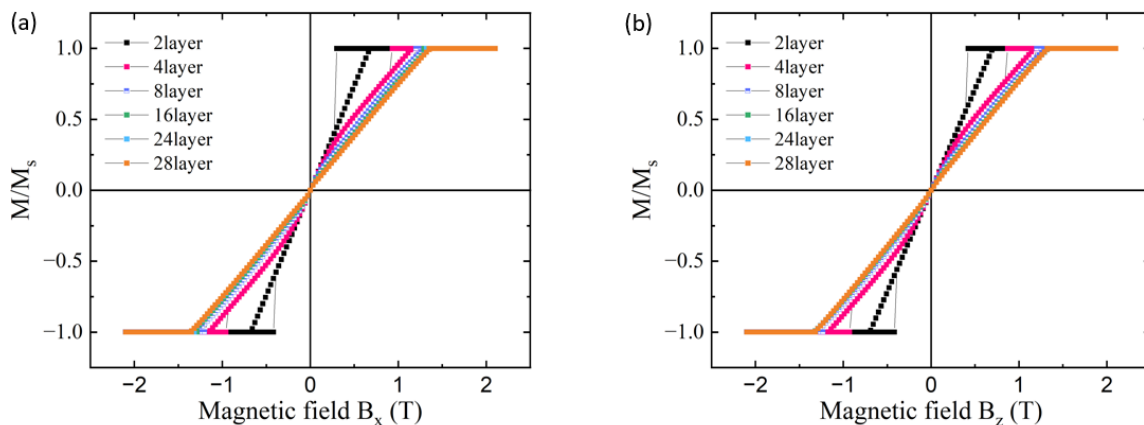 (a)
1.0
0.5
0.0
−0.5
−1.0
M/Ms
2layer
4layer
8layer
16layer
24layer
28layer
−2
−1
0
1
2
Magnetic field Bx (T)
(b)
1.0
0.5
0.0
−0.5
−1.0
M/Ms
2layer
4layer
8layer
16layer
24layer
28layer
−2
−1
0
1
2
Magnetic field Bz (T)